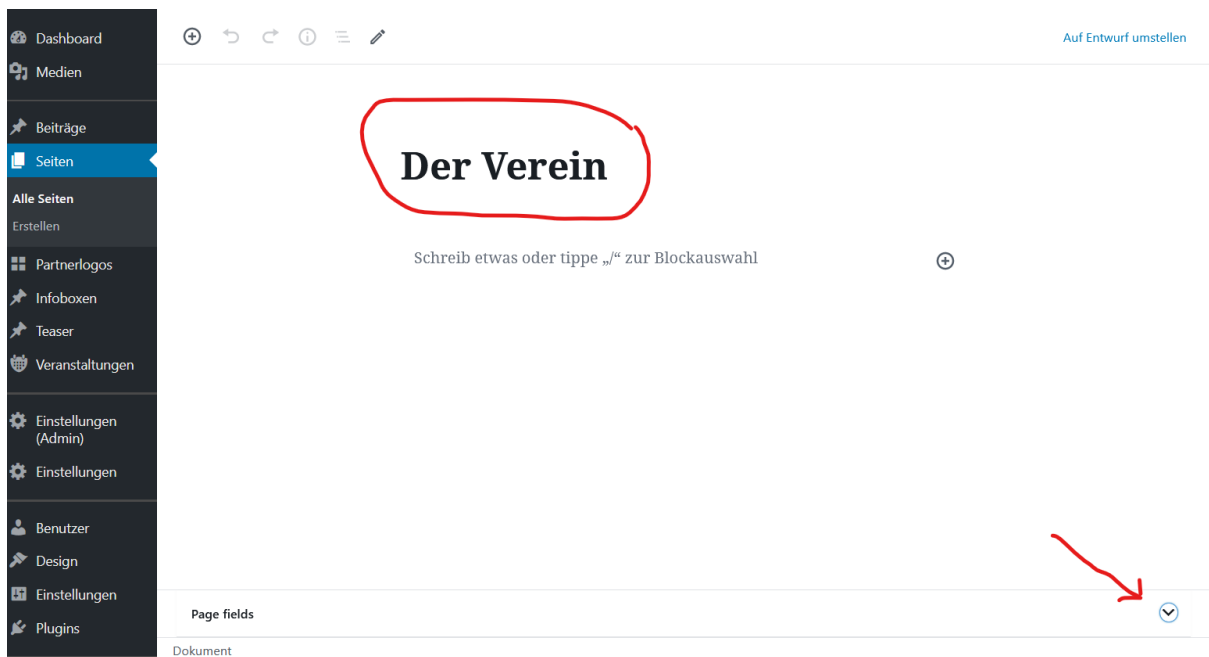 Dashboard
Medien
Beiträge
Seiten
Alle Seiten
Erstellen
Partnerlogos
Infoboxen
Teaser
Veranstaltungen
Einstellungen
(Admin)
Einstellungen
Benutzer
Design
Einstellungen
Plugins
Auf Entwurf umstellen
Der Verein
Schreib etwas oder tippe „/“ zur Blockauswahl
Page fields
Dokument